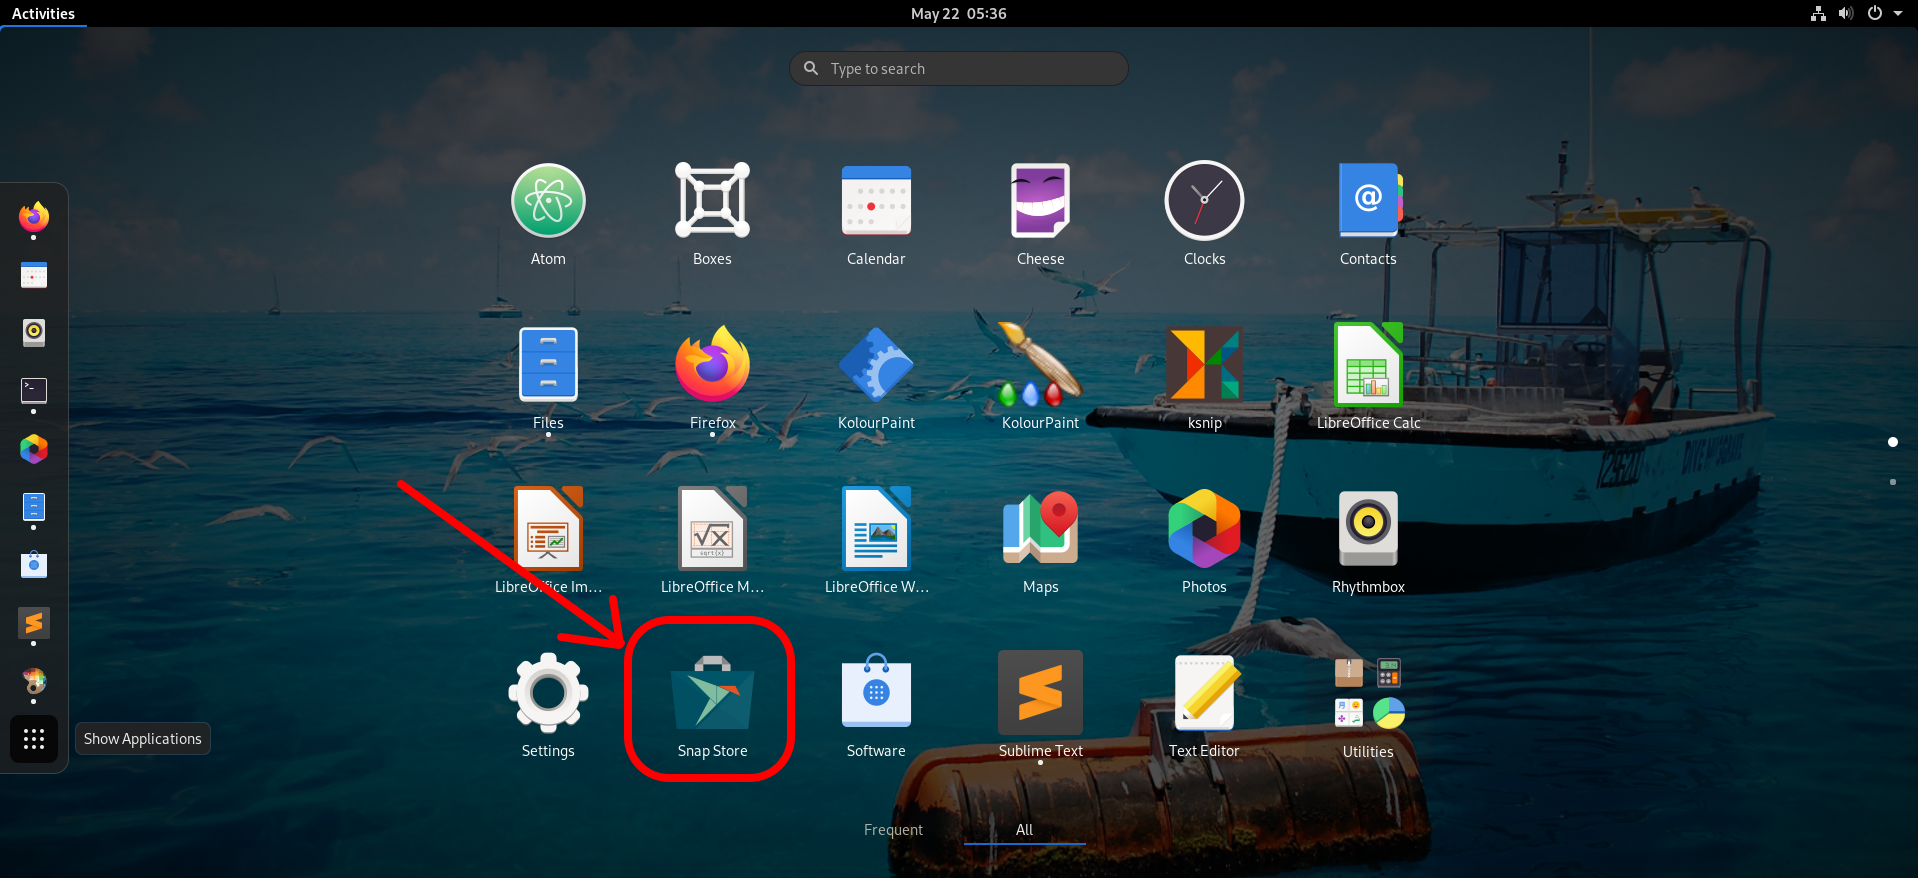 Activities
May 22 05:36
Type to search
Atom
Boxes
Calendar
Cheese
Clocks
Contacts
Files
Firefox
KolourPaint
KolourPaint
ksnip
LibreOffice Calc
LibreOffice Im...
LibreOffice M...
LibreOffice W...
Maps
Photos
Rhythmbox
Settings
Snap Store
Software
Sublime Text
Text Editor
Utilities
Show Applications
Frequent
All